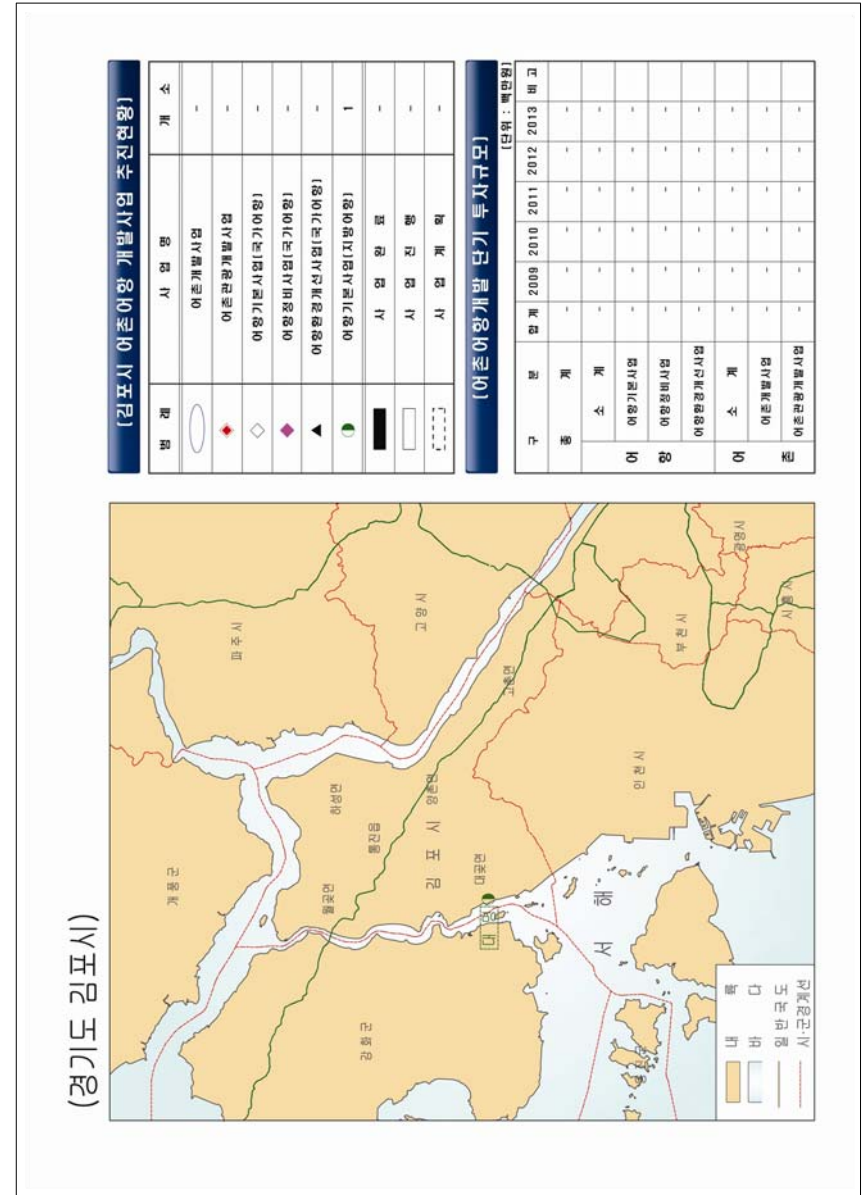 (경기도 김포시)
개풍군
파주시
하성면
월곶면
통진읍
고양시
강화군
양촌면
김 포 시
대곶면
고촌면
대명
서 해
인천시
부천시
광명시
시흥시
내 륙
바 다
일반국도
시·군경계선
(김포시 어촌어항 개발사업 추진현황)
범 례 사 업 명 개 소
어촌개발사업 -
어촌관광개발사업 -
어항기본사업(국가어항) -
어항정비사업(국가어항) -
어항환경개선사업(국가어항) -
어항기본사업(지방어항) 1
사 업 완 료 -
사 업 진 행 -
사 업 계 획 -
(어촌어항개발 단기 투자규모)
(단위 : 백만원)
구 분 합 계 2009 2010 2011 2012 2013 비 고
총 계 - - - - - -
어 항 소 계 - - - - - -
어항기본사업 - - - - - -
어항정비사업 - - - - - -
어항환경개선사업 - - - - - -
어 촌 소 계 - - - - - -
어촌개발사업 - - - - - -
어촌관광개발사업 - - - - - -